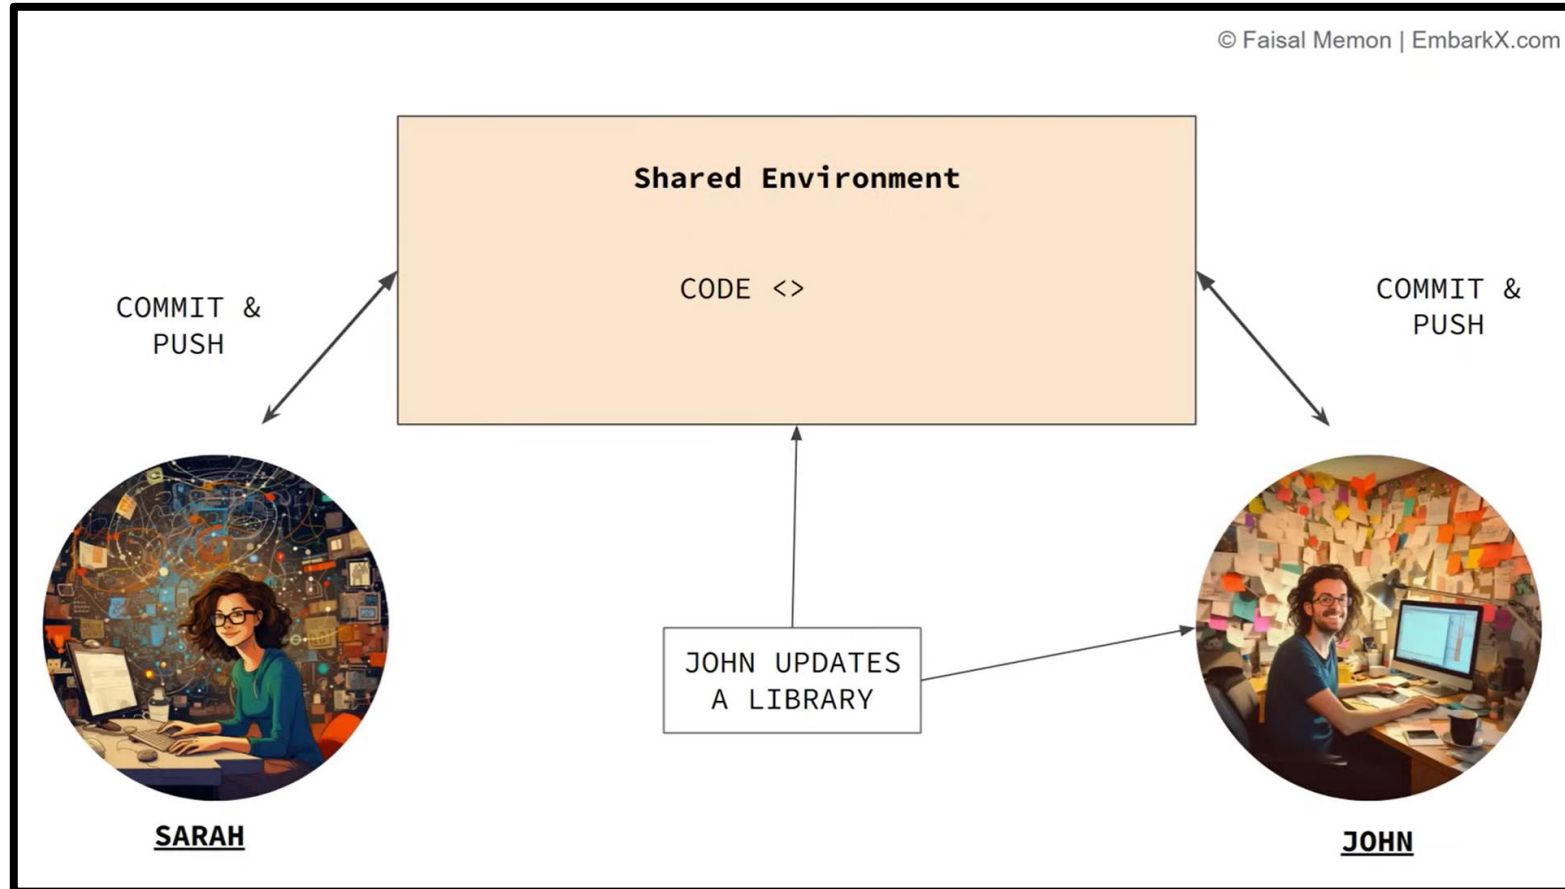 © Faisal Memon | EmbarkX.com
Shared Environment
CODE <>
COMMIT &
PUSH
COMMIT &
PUSH
JOHN UPDATES
A LIBRARY
SARAH
JOHN